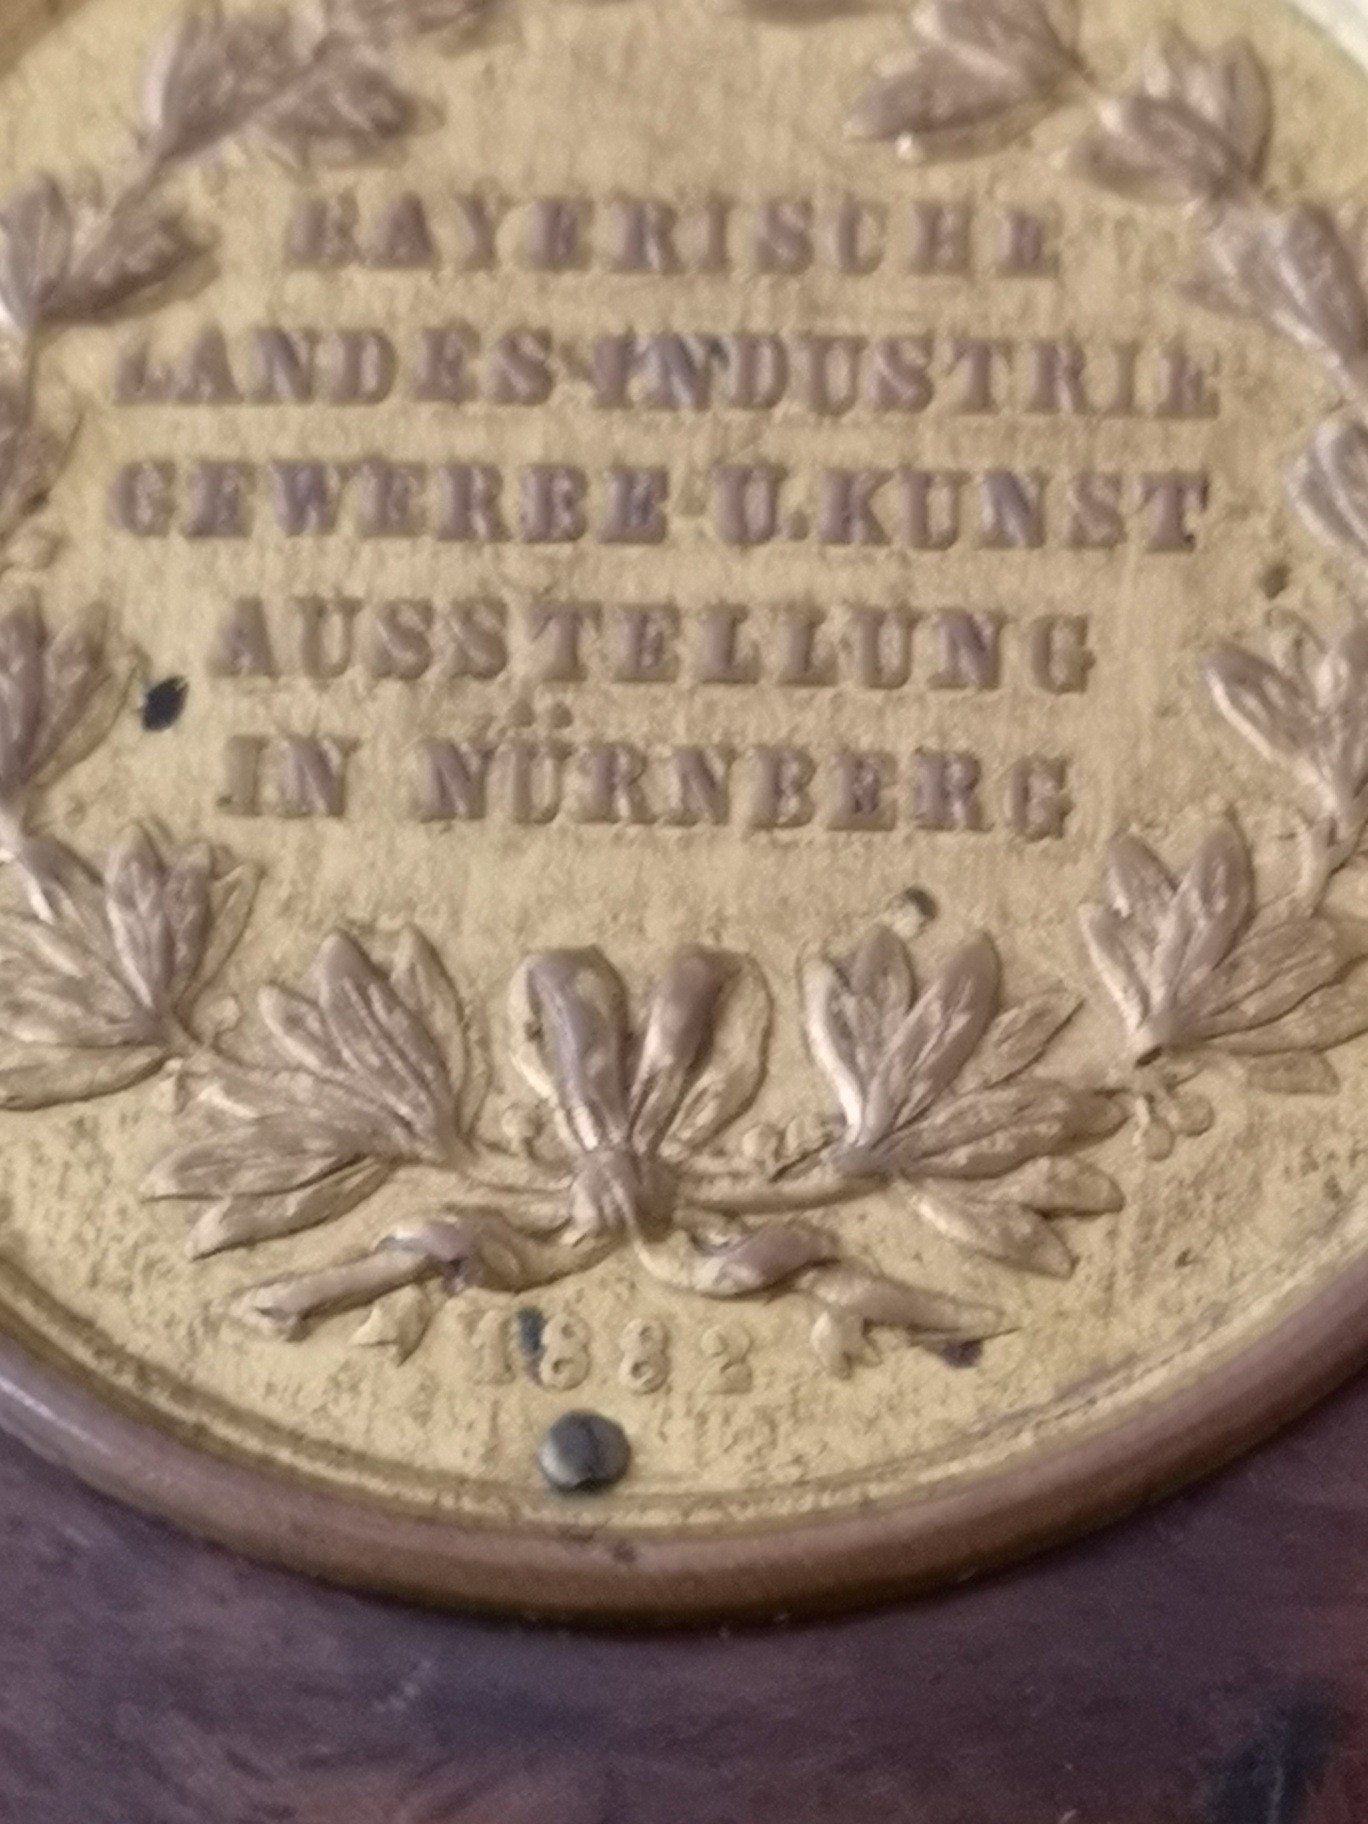 BAYERISCHE
LANDES-INDUSTRIE
GEWERBE U.KUNST
AUSSTELLUNG
IN NÜRNBERG
1882